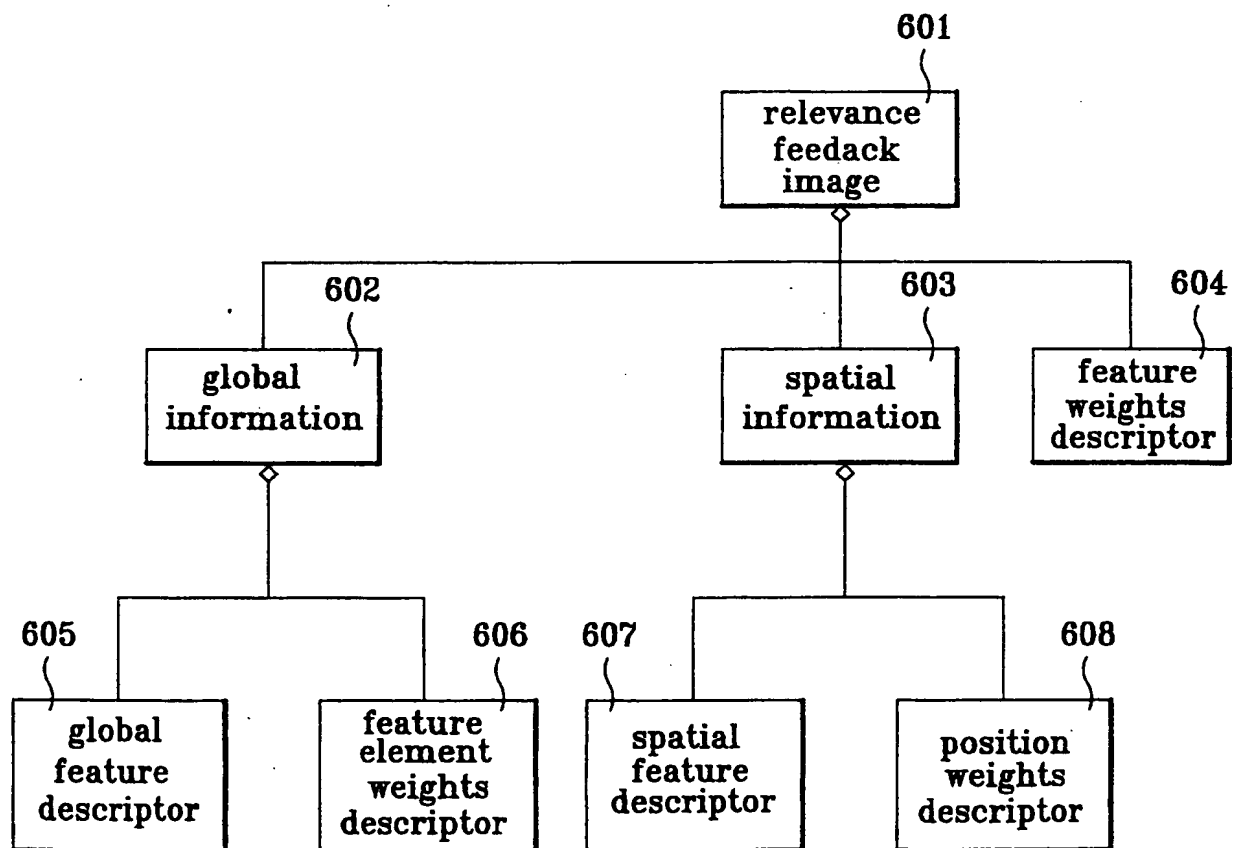 601
relevance
feedack
image
602
603
604
global
information
spatial
information
feature
weights
descriptor
605
606
607
608
global
feature
descriptor
feature
element
weights
descriptor
spatial
feature
descriptor
position
weights
descriptor